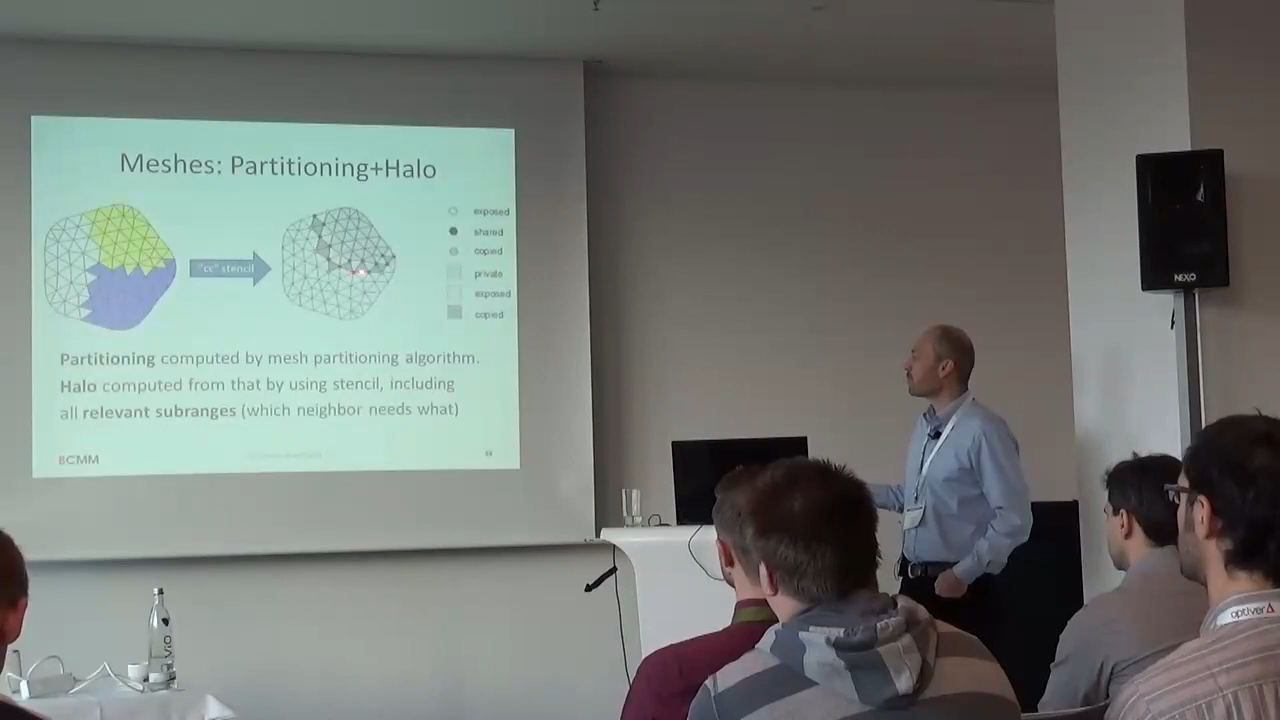 Meshes: Partitioning+Halo
"cc" stencil
exposed
shared
copied
private
exposed
copied
Partitioning computed by mesh partitioning algorithm.
Halo computed from that by using stencil, including
all relevant subranges (which neighbor needs what)
BCMM
NEXO
optiver